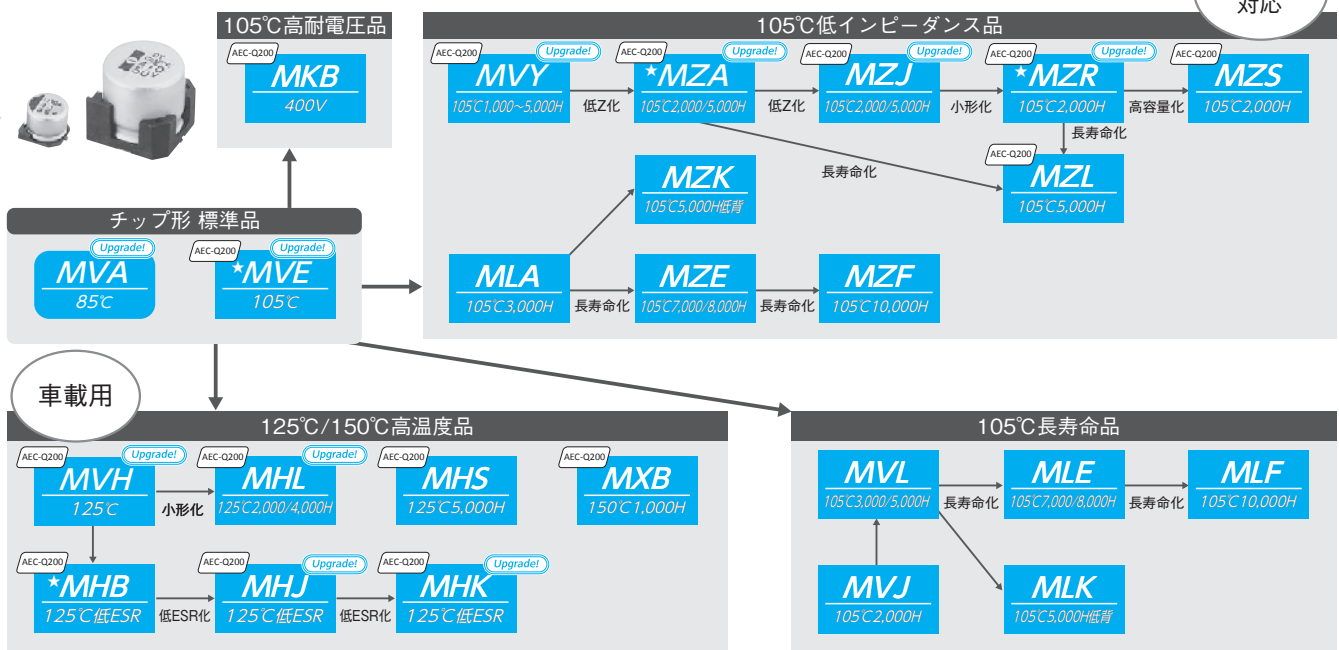 対応
105℃高耐電圧品
AEC-Q200
MKB
400V
105℃低インピーダンス品
AEC-Q200
Upgrade!
MVY
105℃1,000~5,000H
低Z化
AEC-Q200
Upgrade!
★MZA
105℃2,000/5,000H
低Z化
AEC-Q200
Upgrade!
MZJ
105℃2,000/5,000H
小形化
AEC-Q200
Upgrade!
★MZR
105℃2,000H
高容量化
AEC-Q200
MZS
105℃2,000H
長寿命化
長寿命化
AEC-Q200
MZL
105℃5,000H
MZK
105℃5,000H低背
MLA
105℃3,000H
長寿命化
MZE
105℃7,000/8,000H
長寿命化
MZF
105℃10,000H
チップ形 標準品
Upgrade!
MVA
85℃
AEC-Q200
Upgrade!
★MVE
105℃
車載用
125℃/150℃高温度品
AEC-Q200
Upgrade!
MVH
125℃
小形化
AEC-Q200
Upgrade!
MHL
125℃2,000/4,000H
AEC-Q200
MHS
125℃5,000H
AEC-Q200
MXB
150℃1,000H
AEC-Q200
★MHB
125℃低ESR
低ESR化
AEC-Q200
Upgrade!
MHJ
125℃低ESR
低ESR化
AEC-Q200
Upgrade!
MHK
125℃低ESR
105℃長寿命品
MVL
105℃3,000/5,000H
長寿命化
MLE
105℃7,000/8,000H
長寿命化
MLF
105℃10,000H
MVJ
105℃2,000H
MLK
105℃5,000H低背